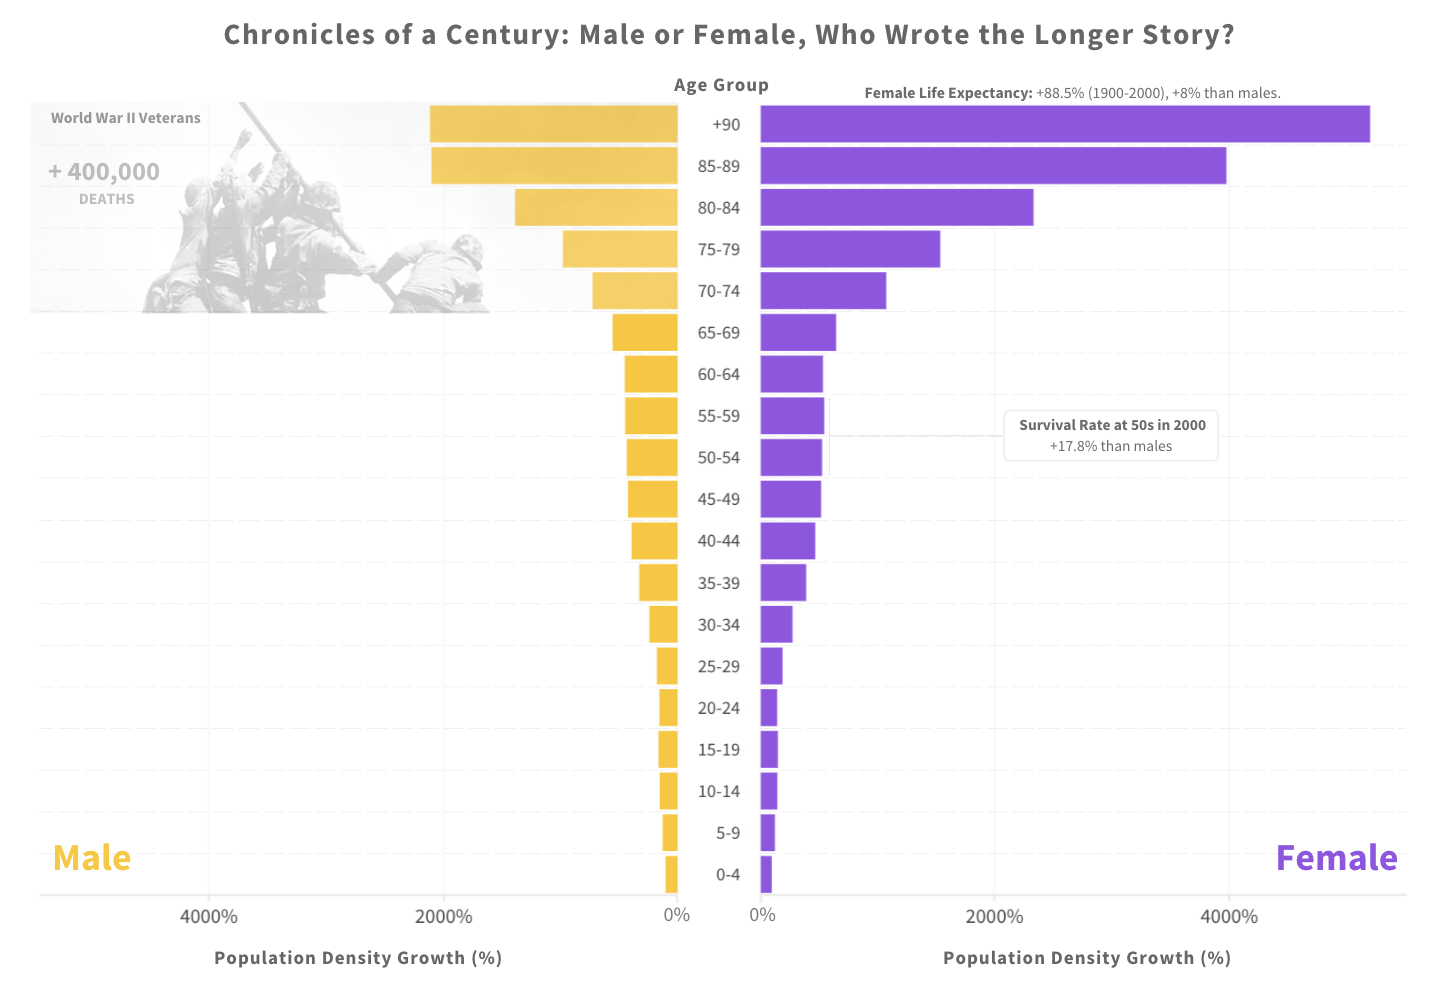 Chronicles of a Century: Male or Female, Who Wrote the Longer Story?
Age Group
Female Life Expectancy: +88.5% (1900-2000), +8% than males.
World War II Veterans
+ 400,000
DEATHS
+90
85-89
80-84
75-79
70-74
65-69
60-64
55-59
50-54
45-49
40-44
35-39
30-34
25-29
20-24
15-19
10-14
5-9
0-4
Survival Rate at 50s in 2000
+17.8% than males
Male
Female
4000%
2000%
0%
0%
2000%
4000%
Population Density Growth (%)
Population Density Growth (%)